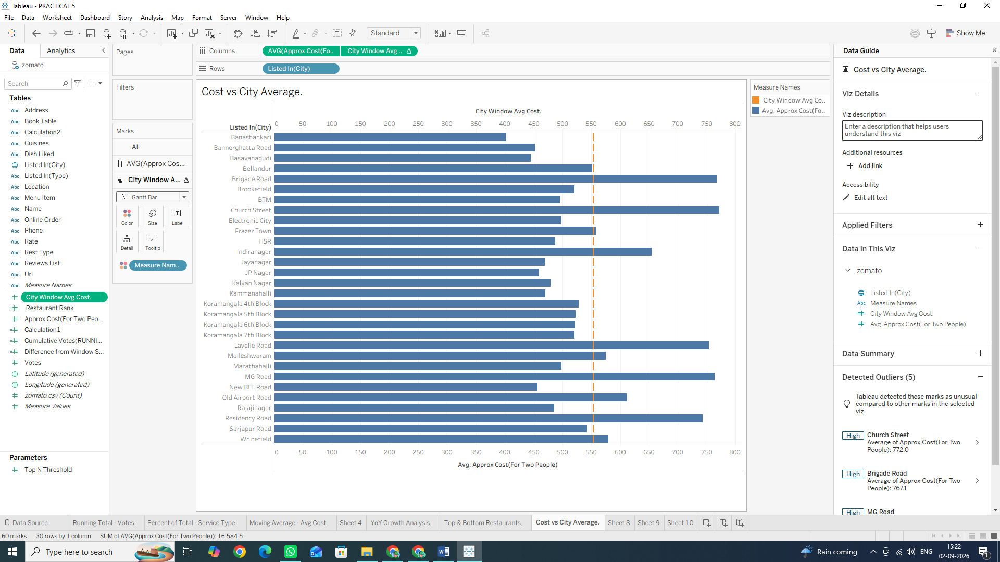 Tableau - PRACTICAL 5
File Data Worksheet Dashboard Story Analysis Map Format Server Window Help
Standard
Show Me
Data Analytics
zomato
Search
Tables
Abc Address
Abc Book Table
=Abc Calculation2
Abc Cuisines
Abc Dish Liked
Listed In(City)
Abc Listed In(Type)
Abc Location
Abc Menu Item
Abc Name
Abc Online Order
Abc Phone
Abc Rate
Abc Rest Type
Abc Reviews List
Abc Url
Abc Measure Names
=# City Window Avg Cost.
=# Restaurant Rank
# Approx Cost(For Two Peo...
=# Calculation1
=# Cumulative Votes(RUNNI...
=# Difference from Window S...
# Votes
Latitude (generated)
Longitude (generated)
# zomato.csv (Count)
# Measure Values
Parameters
# Top N Threshold
Pages
Filters
Marks
All
AVG(Approx Cos...
City Window A... Δ
Gantt Bar
Color Size Label
Detail Tooltip
Measure Nam..
Columns AVG(Approx Cost(Fo.. City Window Avg .. Δ
Rows Listed In(City)
Cost vs City Average.
City Window Avg Cost.
Listed In(City)
0 50 100 150 200 250 300 350 400 450 500 550 600 650 700 750 800
Banashankari
Bannerghatta Road
Basavanagudi
Bellandur
Brigade Road
Brookefield
BTM
Church Street
Electronic City
Frazer Town
HSR
Indiranagar
Jayanagar
JP Nagar
Kalyan Nagar
Kammanahalli
Koramangala 4th Block
Koramangala 5th Block
Koramangala 6th Block
Koramangala 7th Block
Lavelle Road
Malleshwaram
Marathahalli
MG Road
New BEL Road
Old Airport Road
Rajajinagar
Residency Road
Sarjapur Road
Whitefield
0 50 100 150 200 250 300 350 400 450 500 550 600 650 700 750 800
Avg. Approx Cost(For Two People)
Measure Names
City Window Avg Co..
Avg. Approx Cost(Fo..
Data Guide
Cost vs City Average.
Viz Details
Viz description
Enter a description that helps users
understand this viz
Additional resources
Add link
Accessibility
Edit alt text
Applied Filters
Data in This Viz
zomato
Listed In(City)
Abc Measure Names
=# City Window Avg Cost.
# Avg. Approx Cost(For Two People)
Data Summary
Detected Outliers (5)
Tableau detected these marks as unusual
compared to other marks in the selected
viz.
High Church Street
Average of Approx Cost(For Two
People): 772.0
High Brigade Road
Average of Approx Cost(For Two
People): 767.1
High MG Road
Data Source Running Total - Votes. Percent of Total - Service Type. Moving Average - Avg Cost. Sheet 4 YoY Growth Analysis. Top & Bottom Restaurants. Cost vs City Average. Sheet 8 Sheet 9 Sheet 10
60 marks 30 rows by 1 column SUM of AVG(Approx Cost(For Two People)): 16,584.5
Type here to search
Rain coming
ENG
15:22
02-09-2026
1